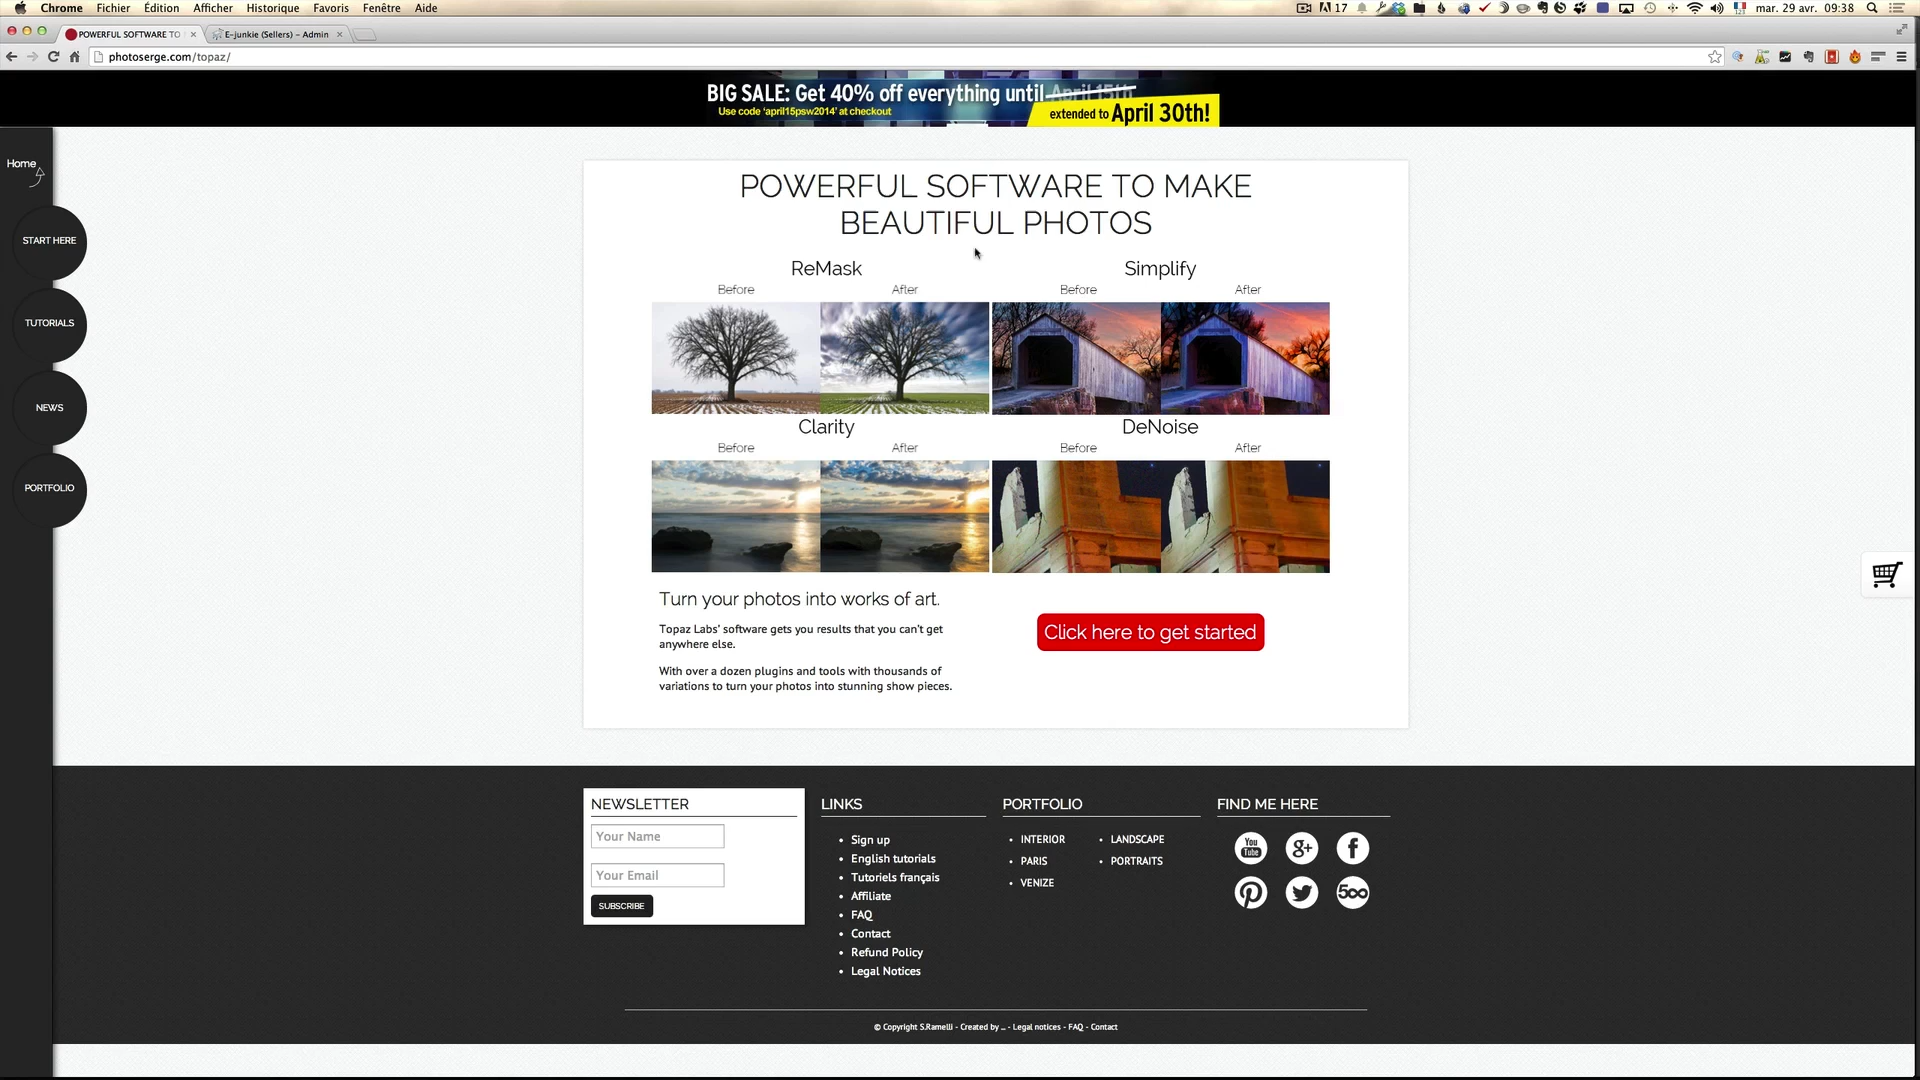 Chrome Fichier Édition Afficher Historique Favoris Fenêtre Aide
17 mar. 29 avr. 09:38
POWERFUL SOFTWARE TO
E-junkie (Sellers) – Admin
photoserge.com/topaz/
BIG SALE: Get 40% off everything until April 15th
Use code 'april15psw2014' at checkout
extended to April 30th!
Home
START HERE
TUTORIALS
NEWS
PORTFOLIO
POWERFUL SOFTWARE TO MAKE
BEAUTIFUL PHOTOS
ReMask
Simplify
Before After Before After
Clarity
DeNoise
Before After Before After
Turn your photos into works of art.
Topaz Labs' software gets you results that you can't get
anywhere else.
With over a dozen plugins and tools with thousands of
variations to turn your photos into stunning show pieces.
Click here to get started
NEWSLETTER
Your Name
Your Email
SUBSCRIBE
LINKS
Sign up
English tutorials
Tutoriels français
Affiliate
FAQ
Contact
Refund Policy
Legal Notices
PORTFOLIO
INTERIOR
PARIS
VENIZE
LANDSCAPE
PORTRAITS
FIND ME HERE
You
Tube
g+
f
500
© Copyright S.Ramelli - Created by ... - Legal notices - FAQ - Contact